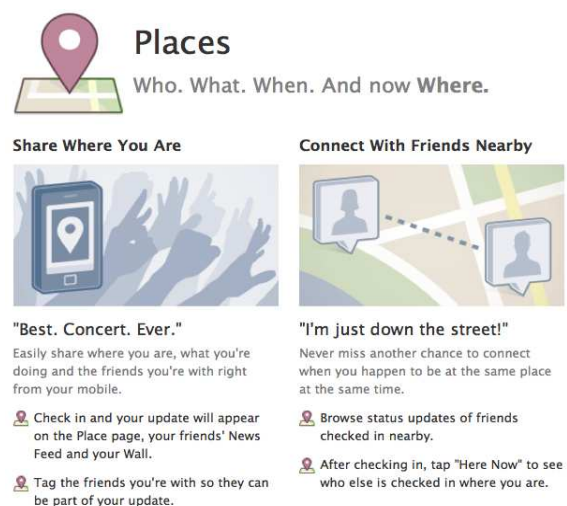 Places
Who. What. When. And now Where.
Share Where You Are
"Best. Concert. Ever."
Easily share where you are, what you're
doing and the friends you're with right
from your mobile.
Check in and your update will appear
on the Place page, your friends' News
Feed and your Wall.
Tag the friends you're with so they can
be part of your update.
Connect With Friends Nearby
"I'm just down the street!"
Never miss another chance to connect
when you happen to be at the same place
at the same time.
Browse status updates of friends
checked in nearby.
After checking in, tap "Here Now" to see
who else is checked in where you are.